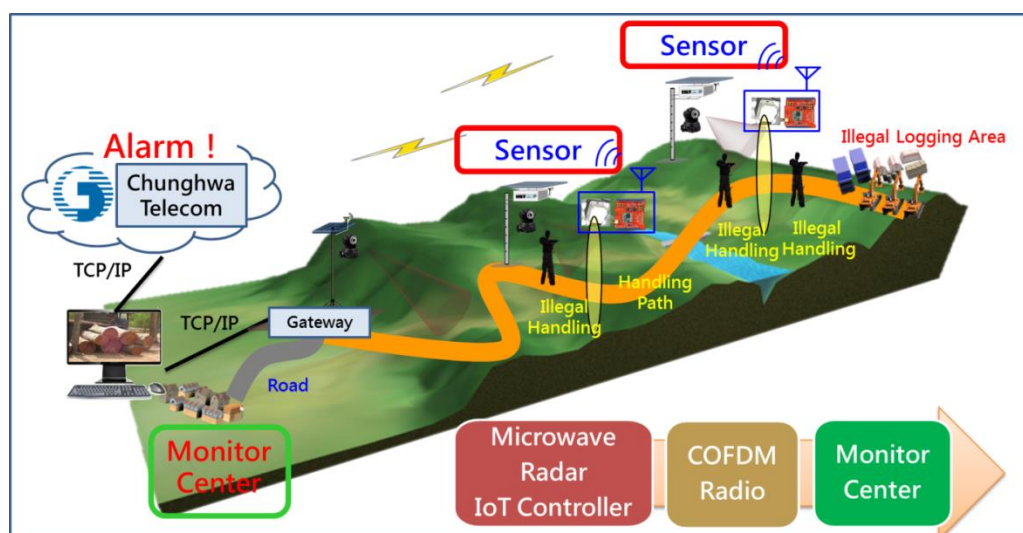 Sensor
Sensor
Illegal Logging Area
Alarm !
Chunghwa
Telecom
TCP/IP
TCP/IP
Gateway
Road
Illegal
Handling
Handling
Path
Illegal
Handling
Illegal
Handling
Monitor
Center
Microwave
Radar
IoT Controller
COFDM
Radio
Monitor
Center